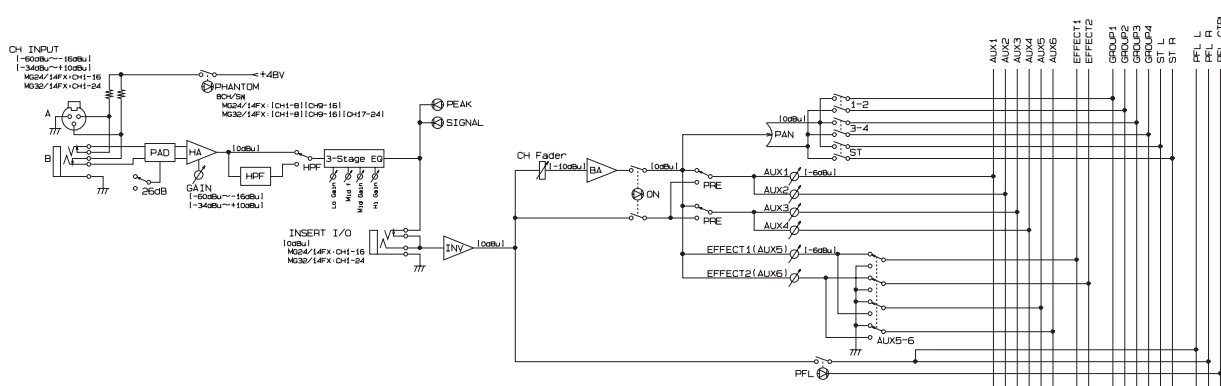 CH INPUT
[-60dBu~-16dBu]
[-34dBu~+10dBu]
MG24/14FX:CH1-16
MG32/14FX:CH1-24
A
B
+48V
PHANTOM
8CH/SW
MG24/14FX:[CH1-8][CH9-16]
MG32/14FX:[CH1-8][CH9-16][CH17-24]
PAD
26dB
HA
GAIN
[-60dBu~-16dBu]
[-34dBu~+10dBu]
[0dBu]
HPF
HPF
3-Stage EQ
Lo Gain
Mid f
Mid Gain
Hi Gain
PEAK
SIGNAL
INSERT I/O
[0dBu]
MG24/14FX:CH1-16
MG32/14FX:CH1-24
INV
[0dBu]
CH Fader
[-10dBu]
BA
[0dBu]
ON
PRE
PRE
[0dBu]
PAN
1-2
3-4
ST
AUX1
[-6dBu]
AUX2
AUX3
AUX4
EFFECT1(AUX5)
[-6dBu]
EFFECT2(AUX6)
AUX5-6
PFL
AUX1
AUX2
AUX3
AUX4
AUX5
AUX6
EFFECT1
EFFECT2
GROUP1
GROUP2
GROUP3
GROUP4
ST L
ST R
PFL L
PFL R
PFL CTRL